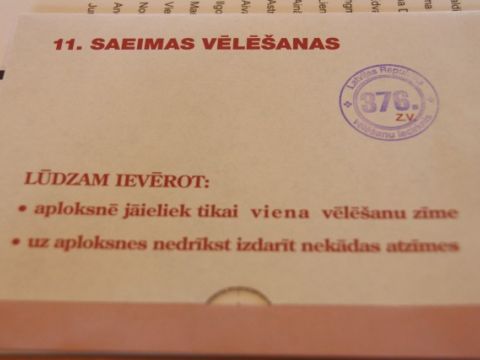 11. SAEIMAS VĒLĒŠANAS
Latvijas Republika
376.
z.v.
vēlēšanu iecirknis
LŪDZAM IEVĒROT:
• aploksnē jāieliek tikai viena vēlēšanu zīme
• uz aploksnes nedrīkst izdarīt nekādas atzīmes